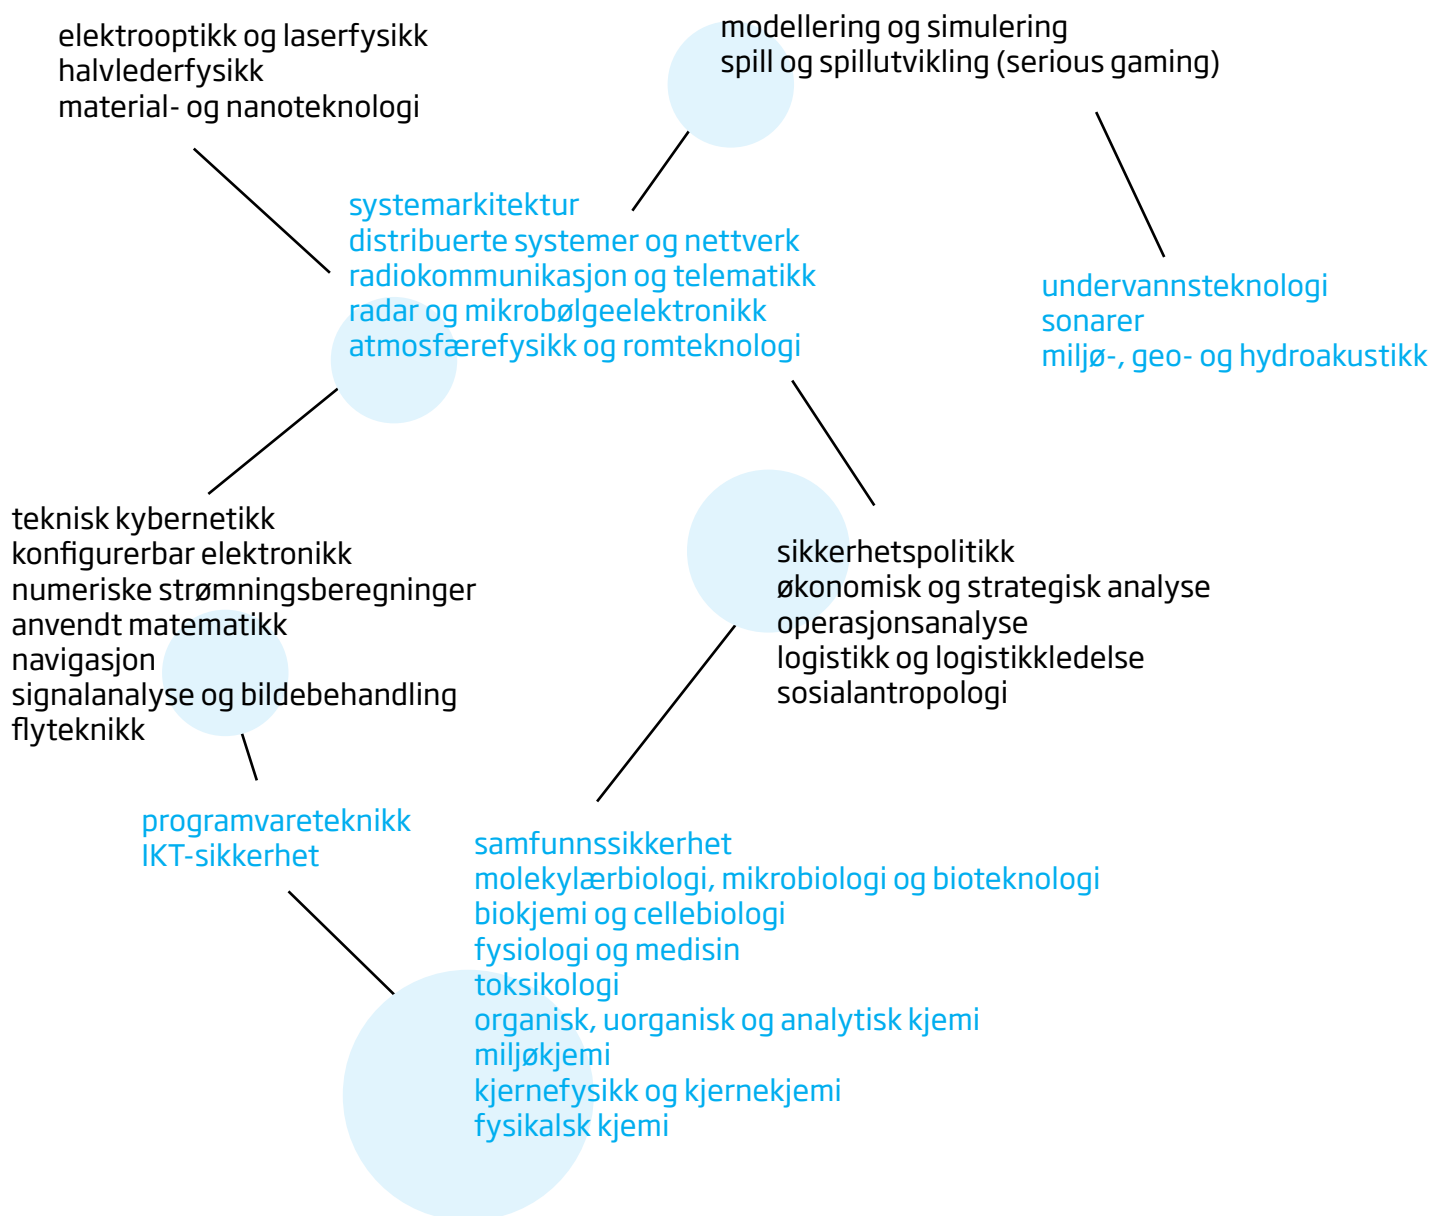 elektrooptikk og laserfysikk
halvlederfysikk
material- og nanoteknologi
modellering og simulering
spill og spillutvikling (serious gaming)
systemarkitektur
distribuerte systemer og nettverk
radiokommunikasjon og telematikk
radar og mikrobølgeelektronikk
atmosfærefysikk og romteknologi
undervannsteknologi
sonarer
miljø-, geo- og hydroakustikk
teknisk kybernetikk
konfigurerbar elektronikk
numeriske strømningsberegninger
anvendt matematikk
navigasjon
signalanalyse og bildebehandling
flyteknikk
sikkerhetspolitikk
økonomisk og strategisk analyse
operasjonsanalyse
logistikk og logistikkledelse
sosialantropologi
programvareteknikk
IKT-sikkerhet
samfunnssikkerhet
molekylærbiologi, mikrobiologi og bioteknologi
biokjemi og cellebiologi
fysiologi og medisin
toksikologi
organisk, uorganisk og analytisk kjemi
miljøkjemi
kjernefysikk og kjernekjemi
fysikalsk kjemi